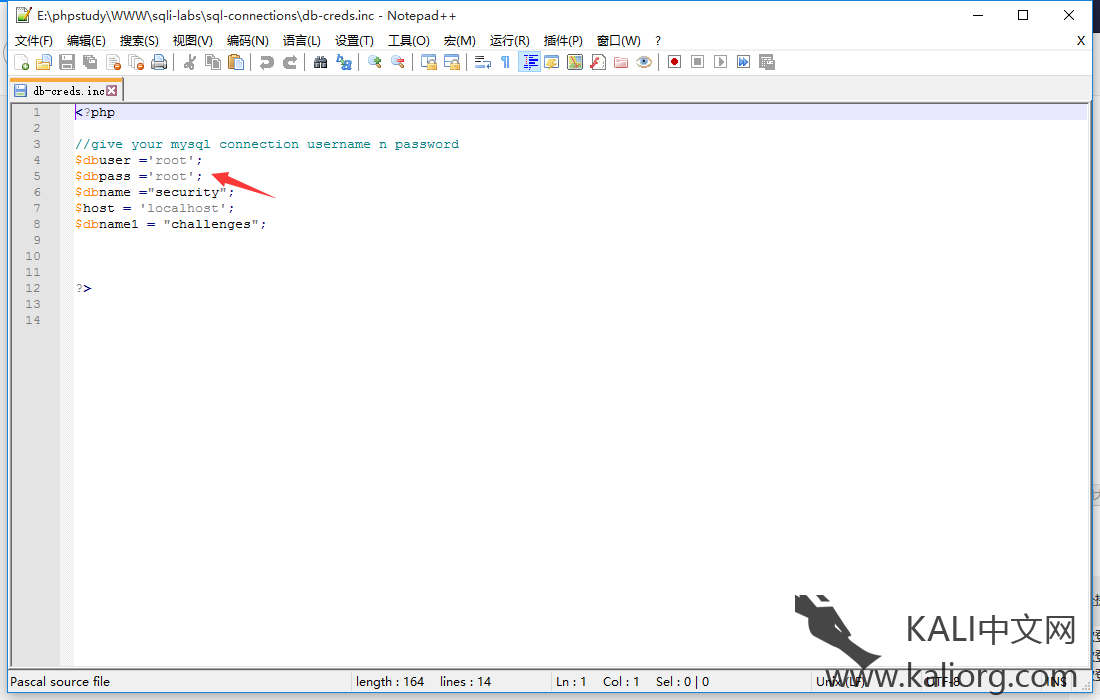 E:\phpstudy\WWW\sqli-labs\sql-connections\db-creds.inc - Notepad++
文件(F) 编辑(E) 搜索(S) 视图(V) 编码(N) 语言(L) 设置(T) 工具(O) 宏(M) 运行(R) 插件(P) 窗口(W) ? X
db-creds.inc
1 <?php
2
3 //give your mysql connection username n password
4 $dbuser ='root';
5 $dbpass ='root';
6 $dbname ="security";
7 $host = 'localhost';
8 $dbname1 = "challenges";
9
10
11
12 ?>
13
14
KALI中文网
www.kaliorg.com
Pascal source file length : 164 lines : 14 Ln : 1 Col : 1 Sel : 0 | 0 Unix (LF) UTF-8 INS